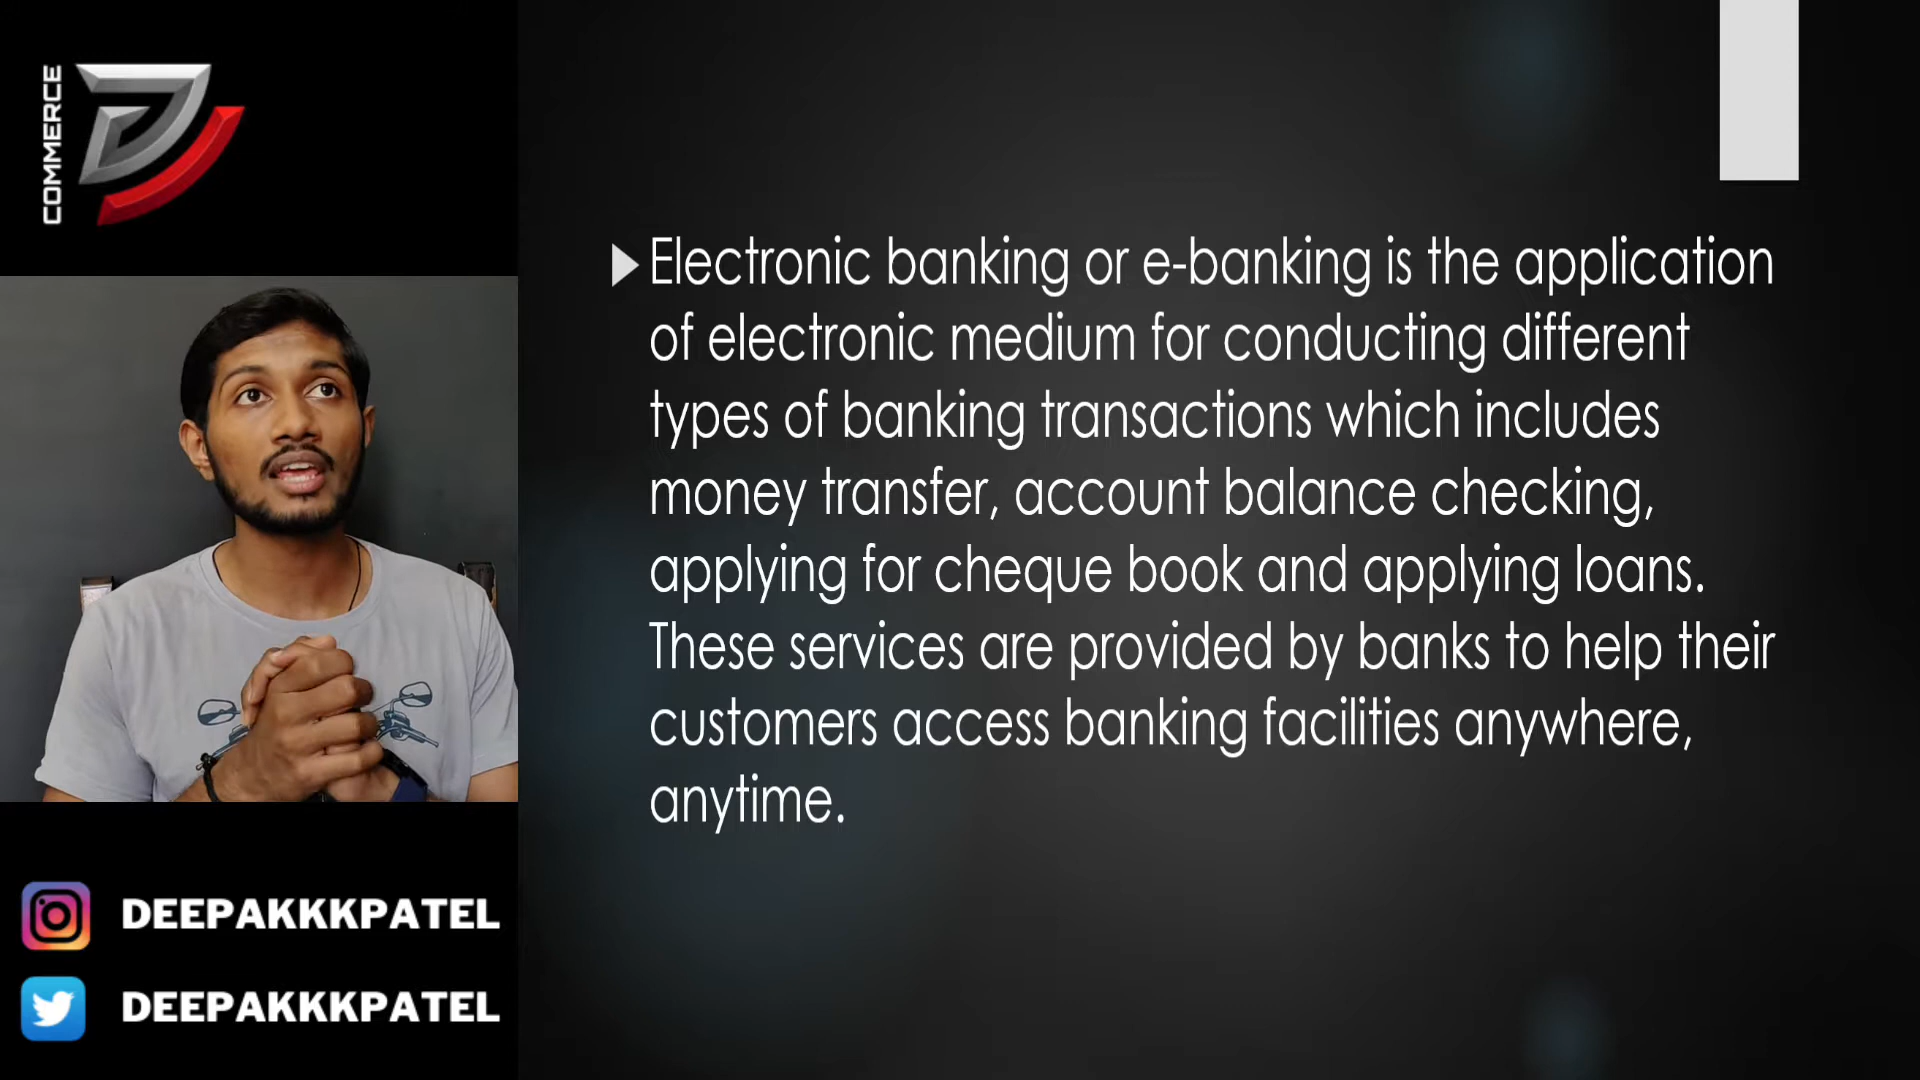 COMMERCE
Electronic banking or e-banking is the application
of electronic medium for conducting different
types of banking transactions which includes
money transfer, account balance checking,
applying for cheque book and applying loans.
These services are provided by banks to help their
customers access banking facilities anywhere,
anytime.
DEEPAKKKPATEL
DEEPAKKKPATEL